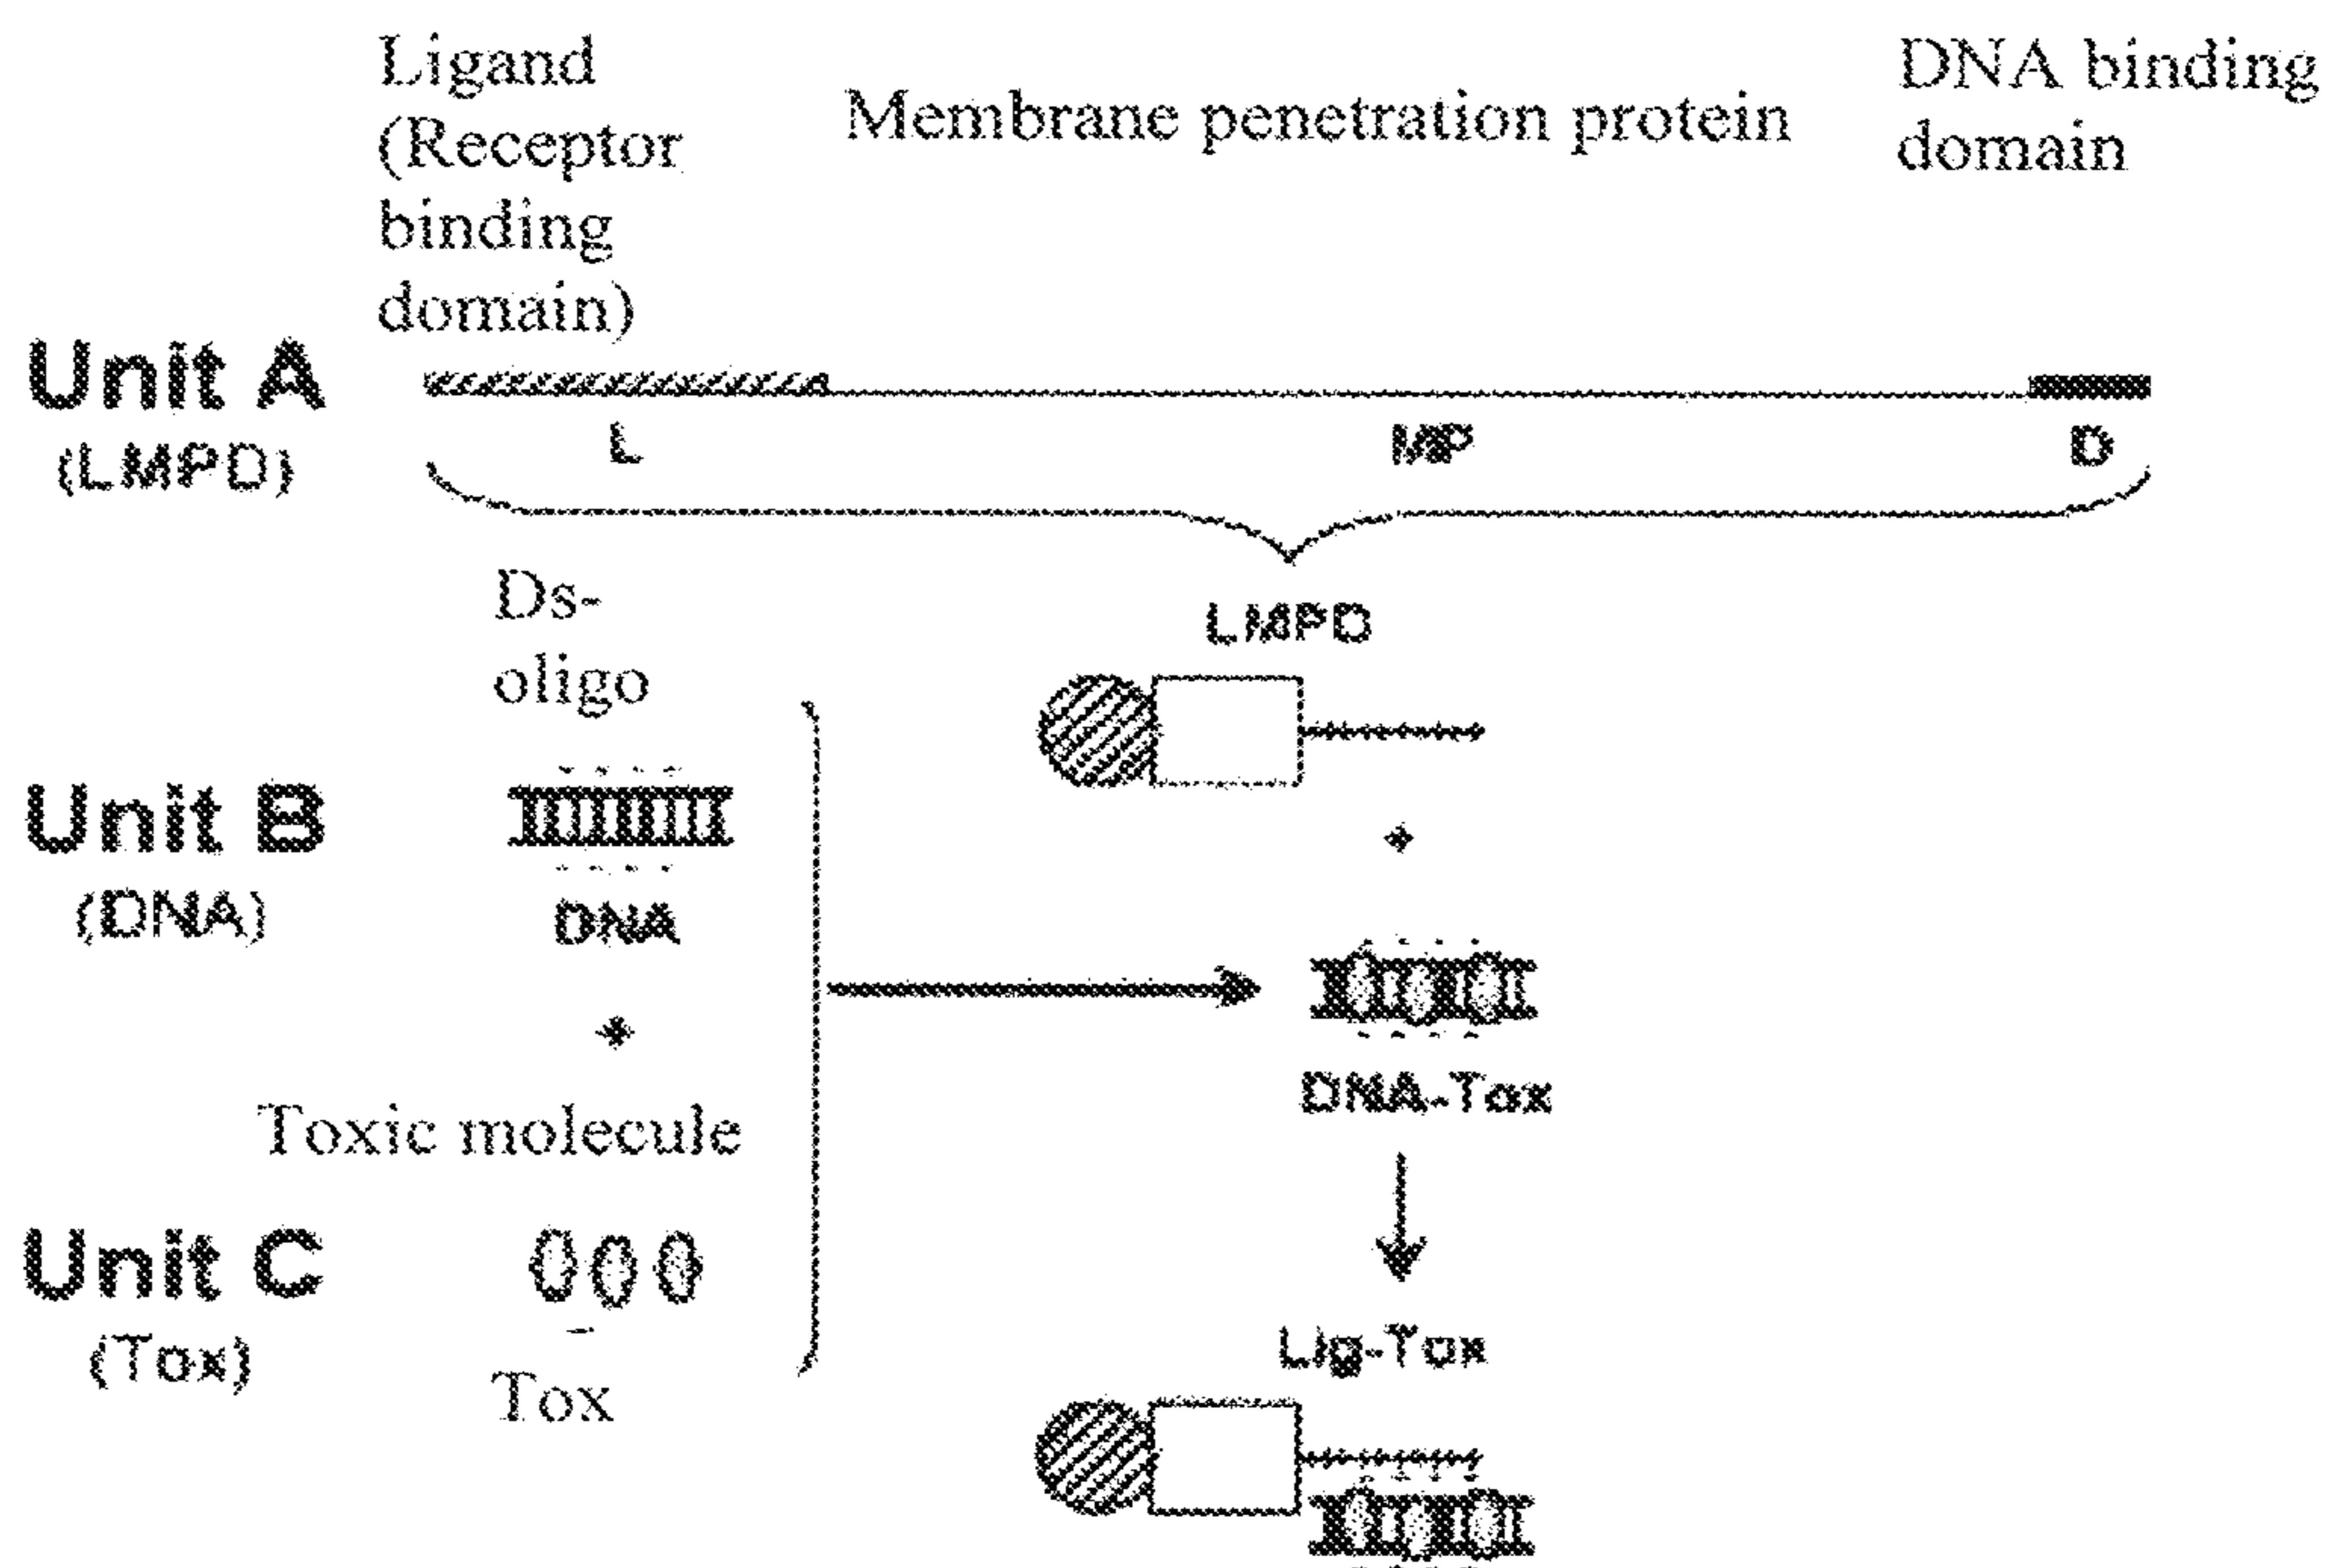 Ligand
(Receptor
binding
domain)
Membrane penetration protein
DNA binding
domain
Unit A
(LMPD)
L
MP
D
LMPD
Ds-
oligo
Unit B
(DNA)
DNA
+
+
DNA-Tox
Toxic molecule
Unit C
(Tox)
Tox
Lig-Tox